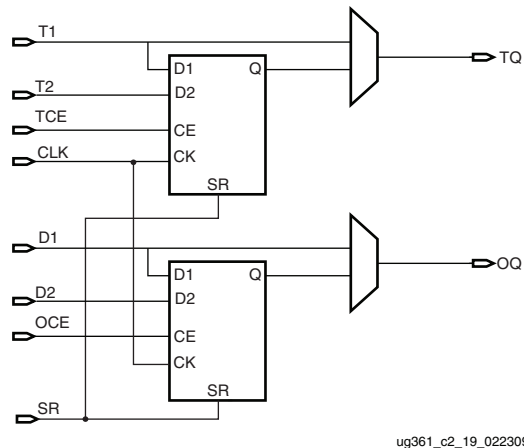 T1
D1 Q
TQ
T2
D2
TCE
CE
CLK
CK
SR
D1
D1 Q
OQ
D2
D2
OCE
CE
CK
SR
SR
ug361_c2_19_022309